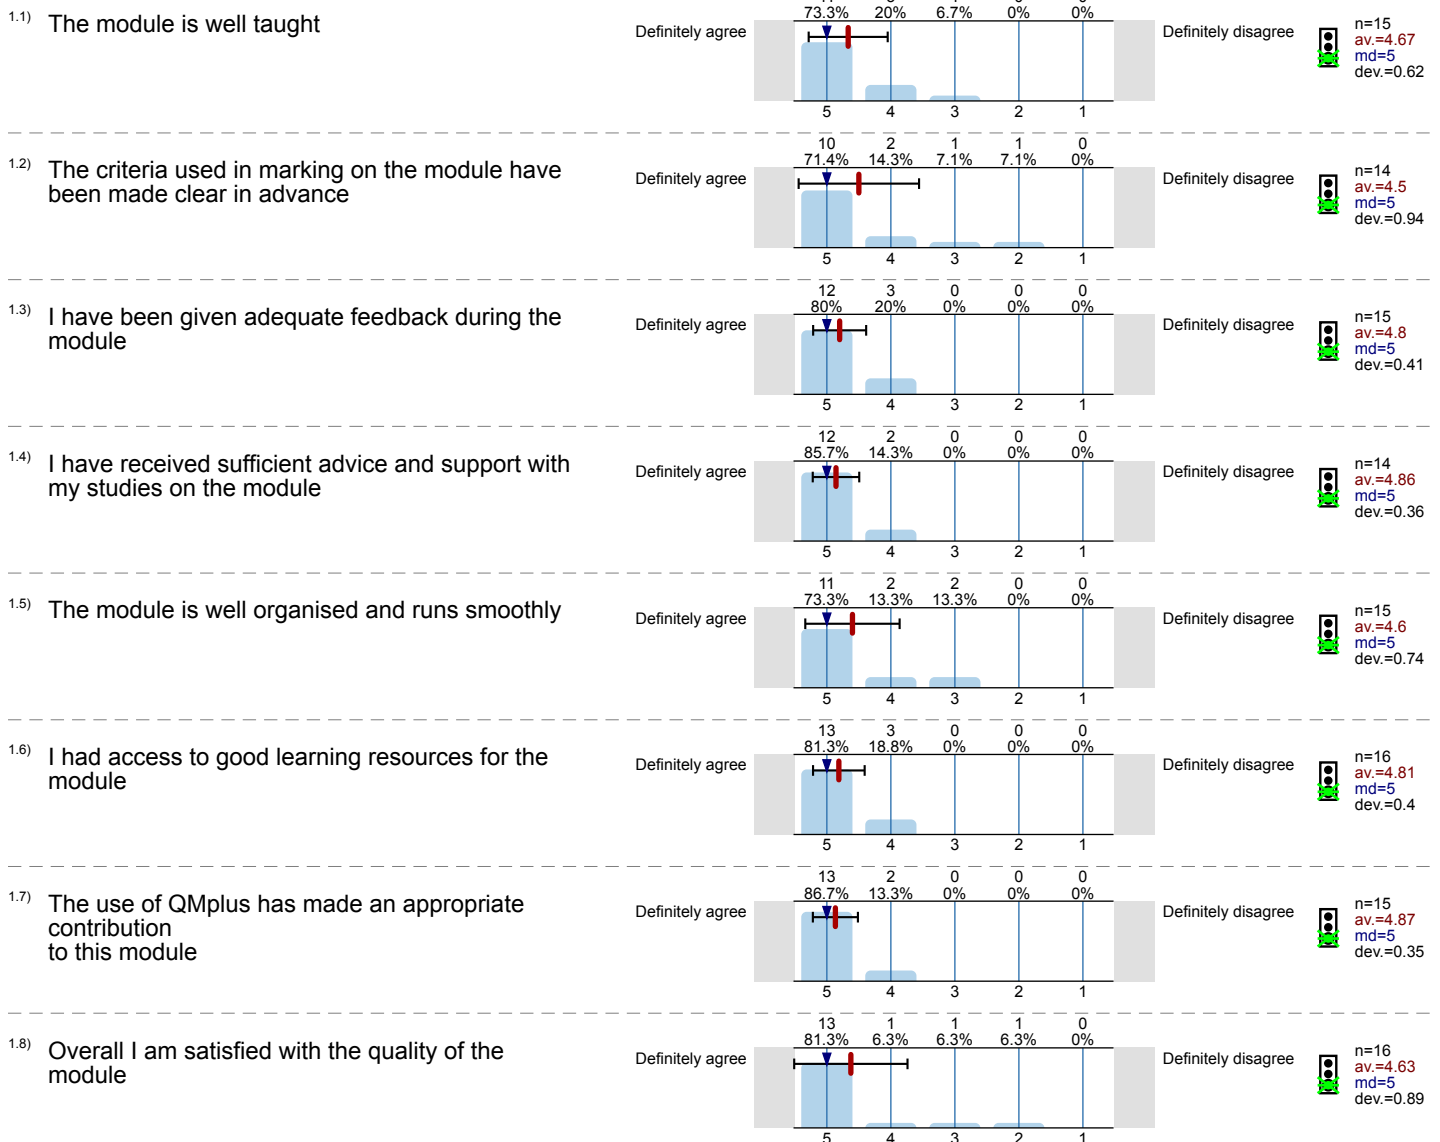 1.1) The module is well taught
Definitely agree
73.3% 20% 6.7% 0% 0%
5 4 3 2 1
Definitely disagree
n=15
av.=4.67
md=5
dev.=0.62
1.2) The criteria used in marking on the module have
been made clear in advance
Definitely agree
10 2 1 1 0
71.4% 14.3% 7.1% 7.1% 0%
5 4 3 2 1
Definitely disagree
n=14
av.=4.5
md=5
dev.=0.94
1.3) I have been given adequate feedback during the
module
Definitely agree
12 3 0 0 0
80% 20% 0% 0% 0%
5 4 3 2 1
Definitely disagree
n=15
av.=4.8
md=5
dev.=0.41
1.4) I have received sufficient advice and support with
my studies on the module
Definitely agree
12 2 0 0 0
85.7% 14.3% 0% 0% 0%
5 4 3 2 1
Definitely disagree
n=14
av.=4.86
md=5
dev.=0.36
1.5) The module is well organised and runs smoothly
Definitely agree
11 2 2 0 0
73.3% 13.3% 13.3% 0% 0%
5 4 3 2 1
Definitely disagree
n=15
av.=4.6
md=5
dev.=0.74
1.6) I had access to good learning resources for the
module
Definitely agree
13 3 0 0 0
81.3% 18.8% 0% 0% 0%
5 4 3 2 1
Definitely disagree
n=16
av.=4.81
md=5
dev.=0.4
1.7) The use of QMplus has made an appropriate
contribution
to this module
Definitely agree
13 2 0 0 0
86.7% 13.3% 0% 0% 0%
5 4 3 2 1
Definitely disagree
n=15
av.=4.87
md=5
dev.=0.35
1.8) Overall I am satisfied with the quality of the
module
Definitely agree
13 1 1 1 0
81.3% 6.3% 6.3% 6.3% 0%
5 4 3 2 1
Definitely disagree
n=16
av.=4.63
md=5
dev.=0.89